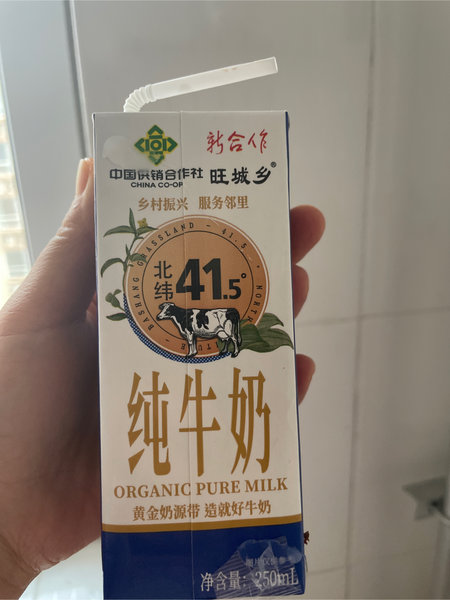 新合作
中国供销合作社 旺城乡®
CHINA CO-OP
乡村振兴 服务邻里
BASHANG GRASSLAND - 41.5° - NORTH
北纬 41.5°
纯牛奶
ORGANIC PURE MILK
黄金奶源带 造就好牛奶
净含量: 250mL